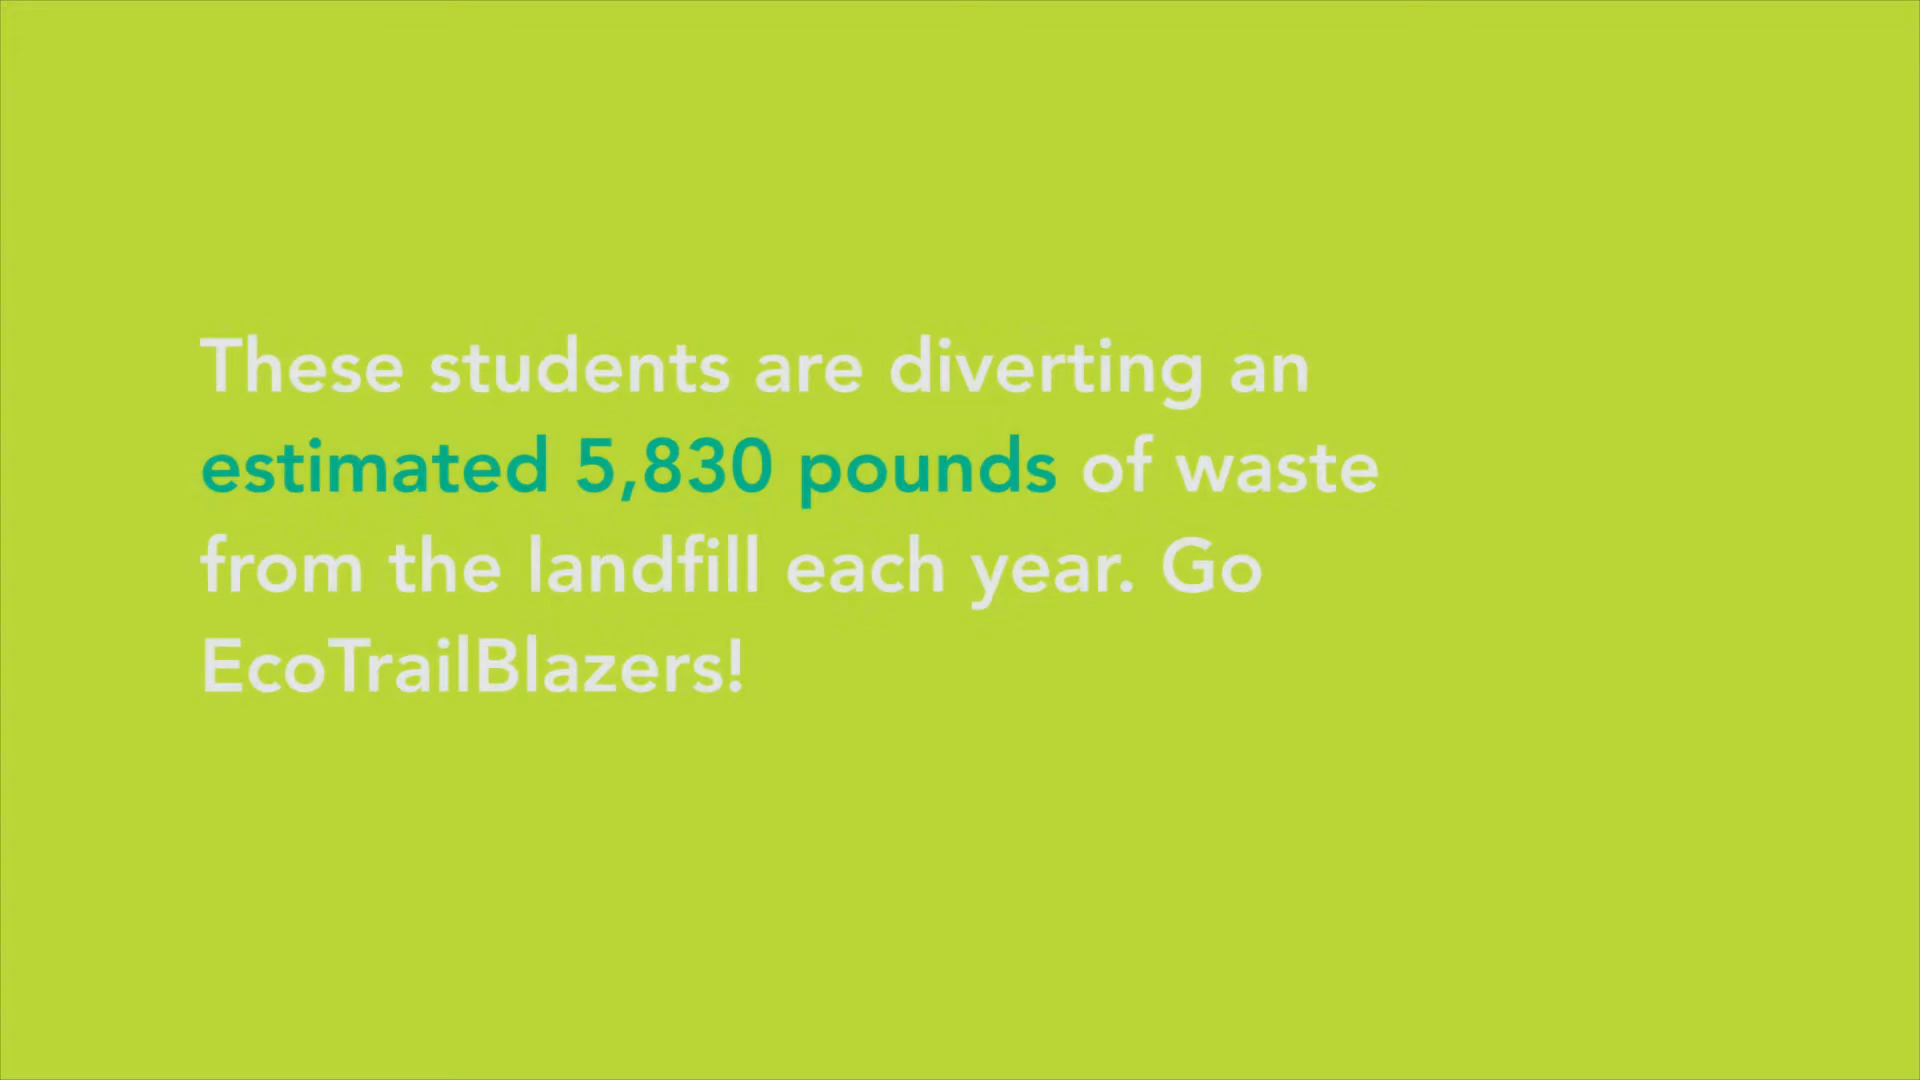 These students are diverting an
estimated 5,830 pounds of waste
from the landfill each year. Go
EcoTrailBlazers!